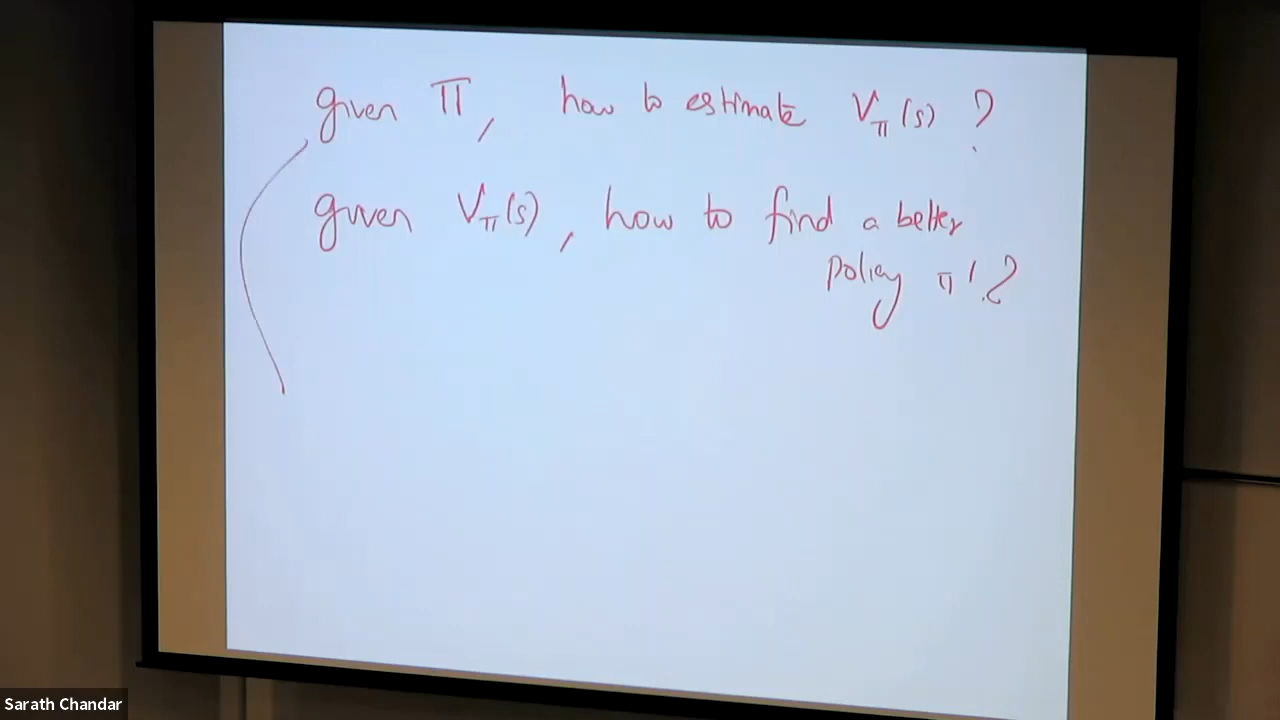 given π, how to estimate Vπ(s) ?
given Vπ(s), how to find a better
policy π'?
Sarath Chandar